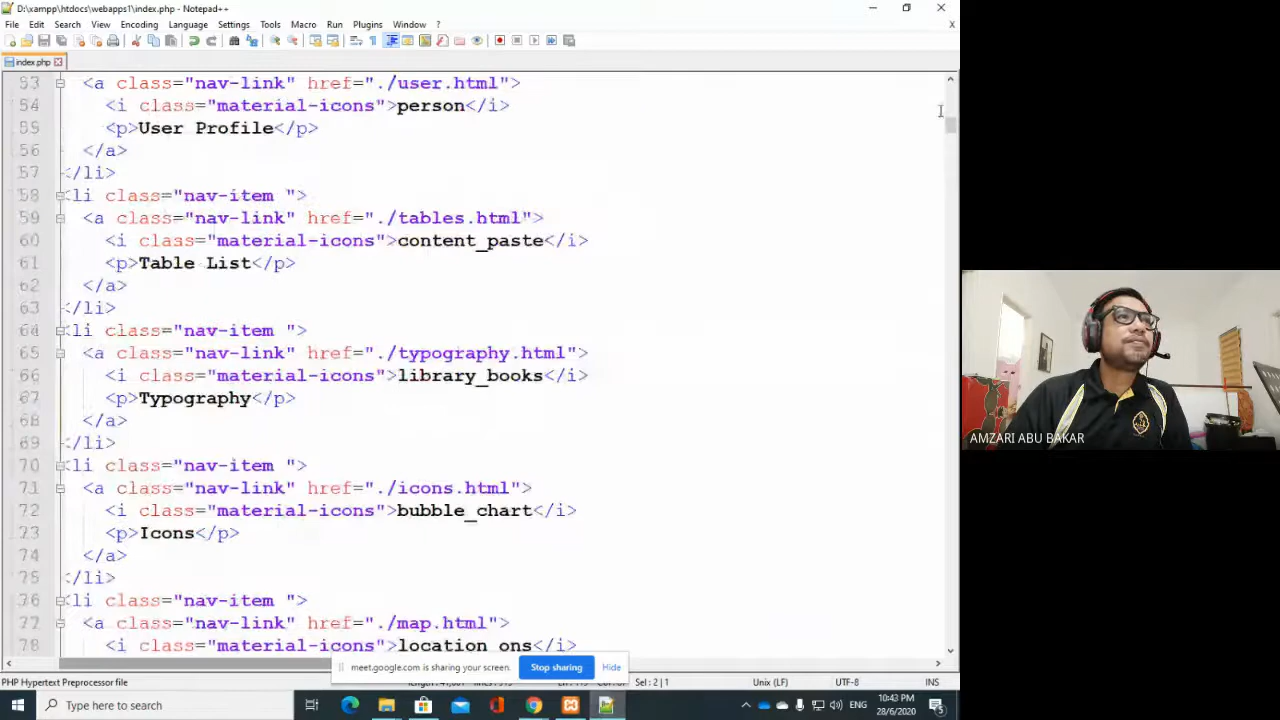 D:\xampp\htdocs\webapps1\index.php - Notepad++
File Edit Search View Encoding Language Settings Tools Macro Run Plugins Window ? X
index.php
53 <a class="nav-link" href="./user.html">
54 <i class="material-icons">person</i>
55 <p>User Profile</p>
56 </a>
57 </li>
58 <li class="nav-item ">
59 <a class="nav-link" href="./tables.html">
60 <i class="material-icons">content_paste</i>
61 <p>Table List</p>
62 </a>
63 </li>
64 <li class="nav-item ">
65 <a class="nav-link" href="./typography.html">
66 <i class="material-icons">library_books</i>
67 <p>Typography</p>
68 </a>
69 </li>
70 <li class="nav-item ">
71 <a class="nav-link" href="./icons.html">
72 <i class="material-icons">bubble_chart</i>
73 <p>Icons</p>
74 </a>
75 </li>
76 <li class="nav-item ">
77 <a class="nav-link" href="./map.html">
78 <i class="material-icons">location_ons</i>
AMZARI ABU BAKAR
meet.google.com is sharing your screen. Stop sharing Hide
PHP Hypertext Preprocessor file Sel : 2 | 1 Unix (LF) UTF-8 INS
Type here to search
ENG 10:43 PM
28/6/2020